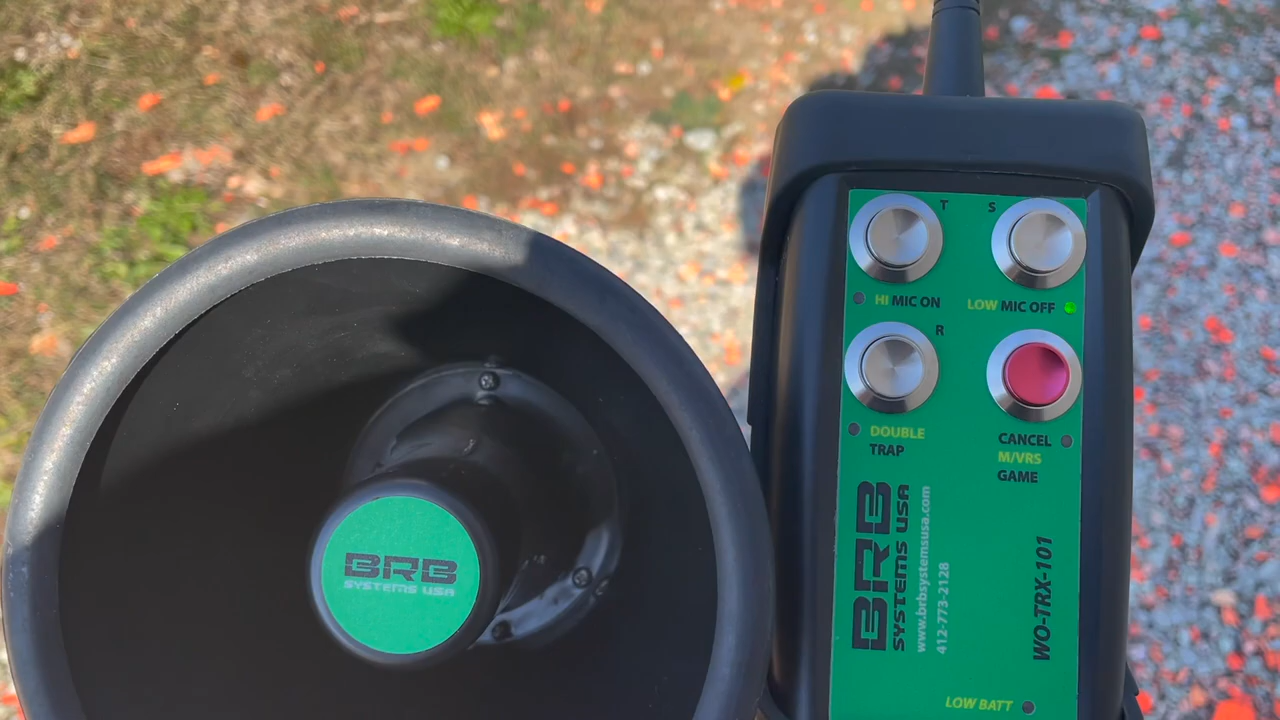 T S
HI MIC ON
LOW MIC OFF
R
DOUBLE
TRAP
CANCEL
M/VRS
GAME
BRB
SYSTEMS USA
www.brbsystemsusa.com
412-773-2128
WO-TRX-101
LOW BATT
BRB
SYSTEMS USA